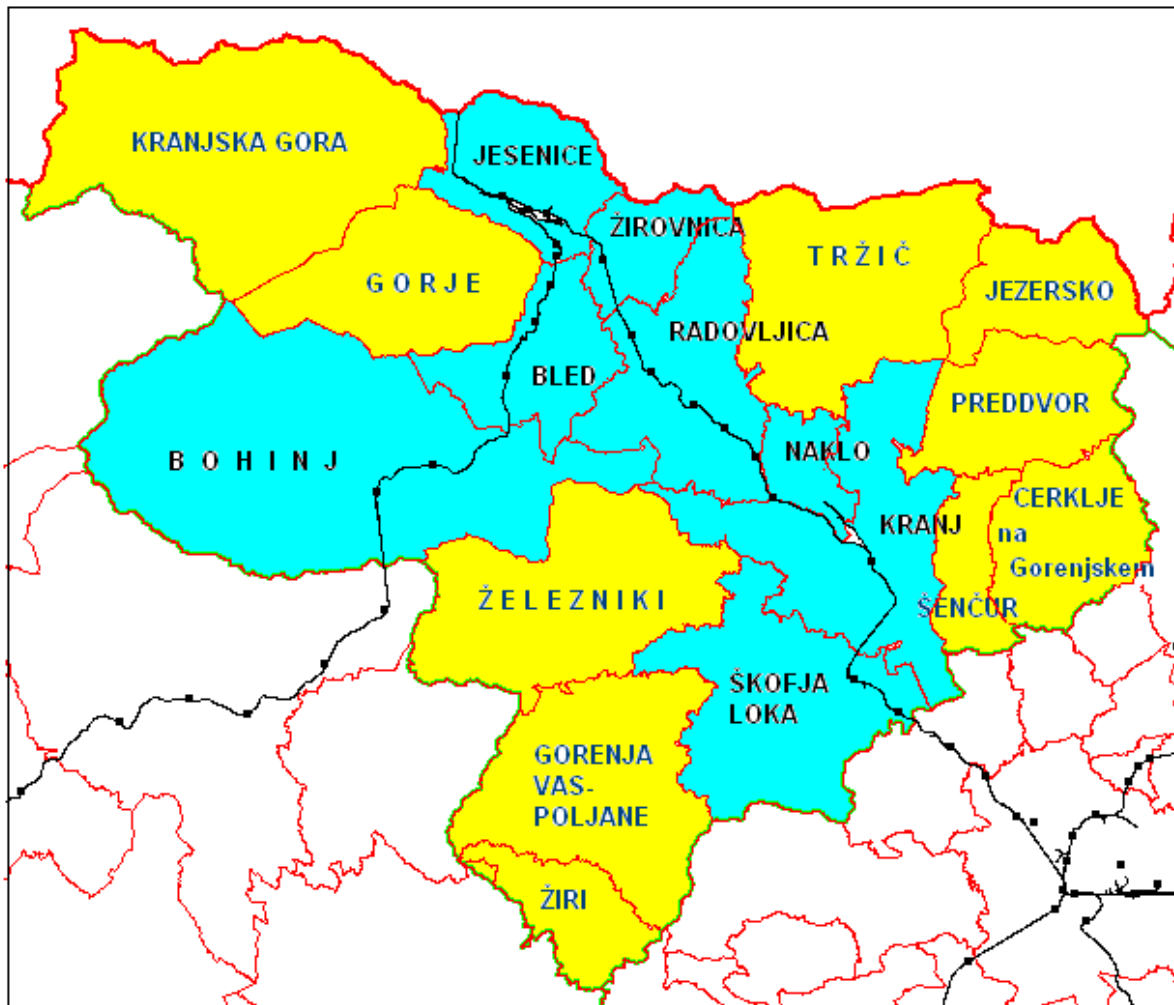 KRANJSKA GORA
JESENICE
ŽIROVNICA
TRŽIČ
GORJE
JEZERSKO
RADOVLJICA
BLED
PREDDVOR
NAKLO
BOHINJ
CERKLJE
na
Gorenjskem
KRANJ
ŽELEZNIKI
ŠENČUR
ŠKOFJA
LOKA
GORENJA
VAS-
POLJANE
ŽIRI